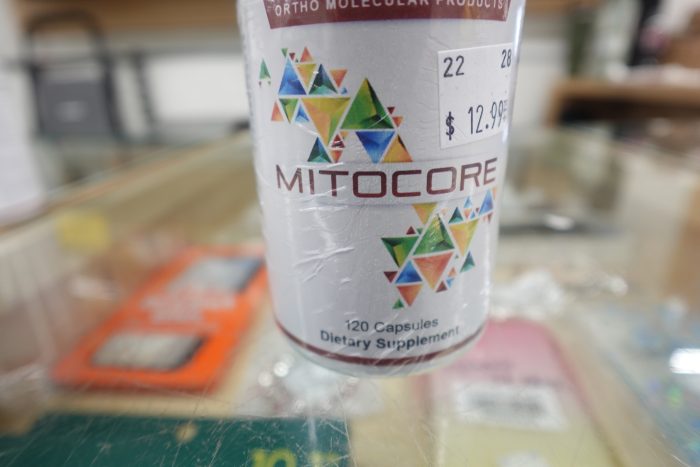 ORTHO MOLECULAR PRODUCTS
22 28
$ 12.99
MITOCORE
120 Capsules
Dietary Supplement